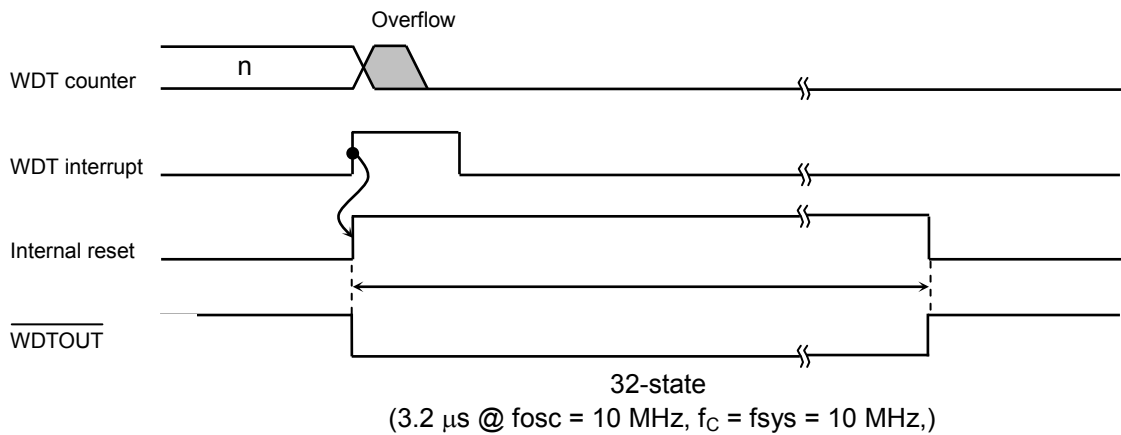 Overflow
n
WDT counter
WDT interrupt
Internal reset
WDTOUT
32-state
(3.2 μs @ fosc = 10 MHz, fC = fsys = 10 MHz,)